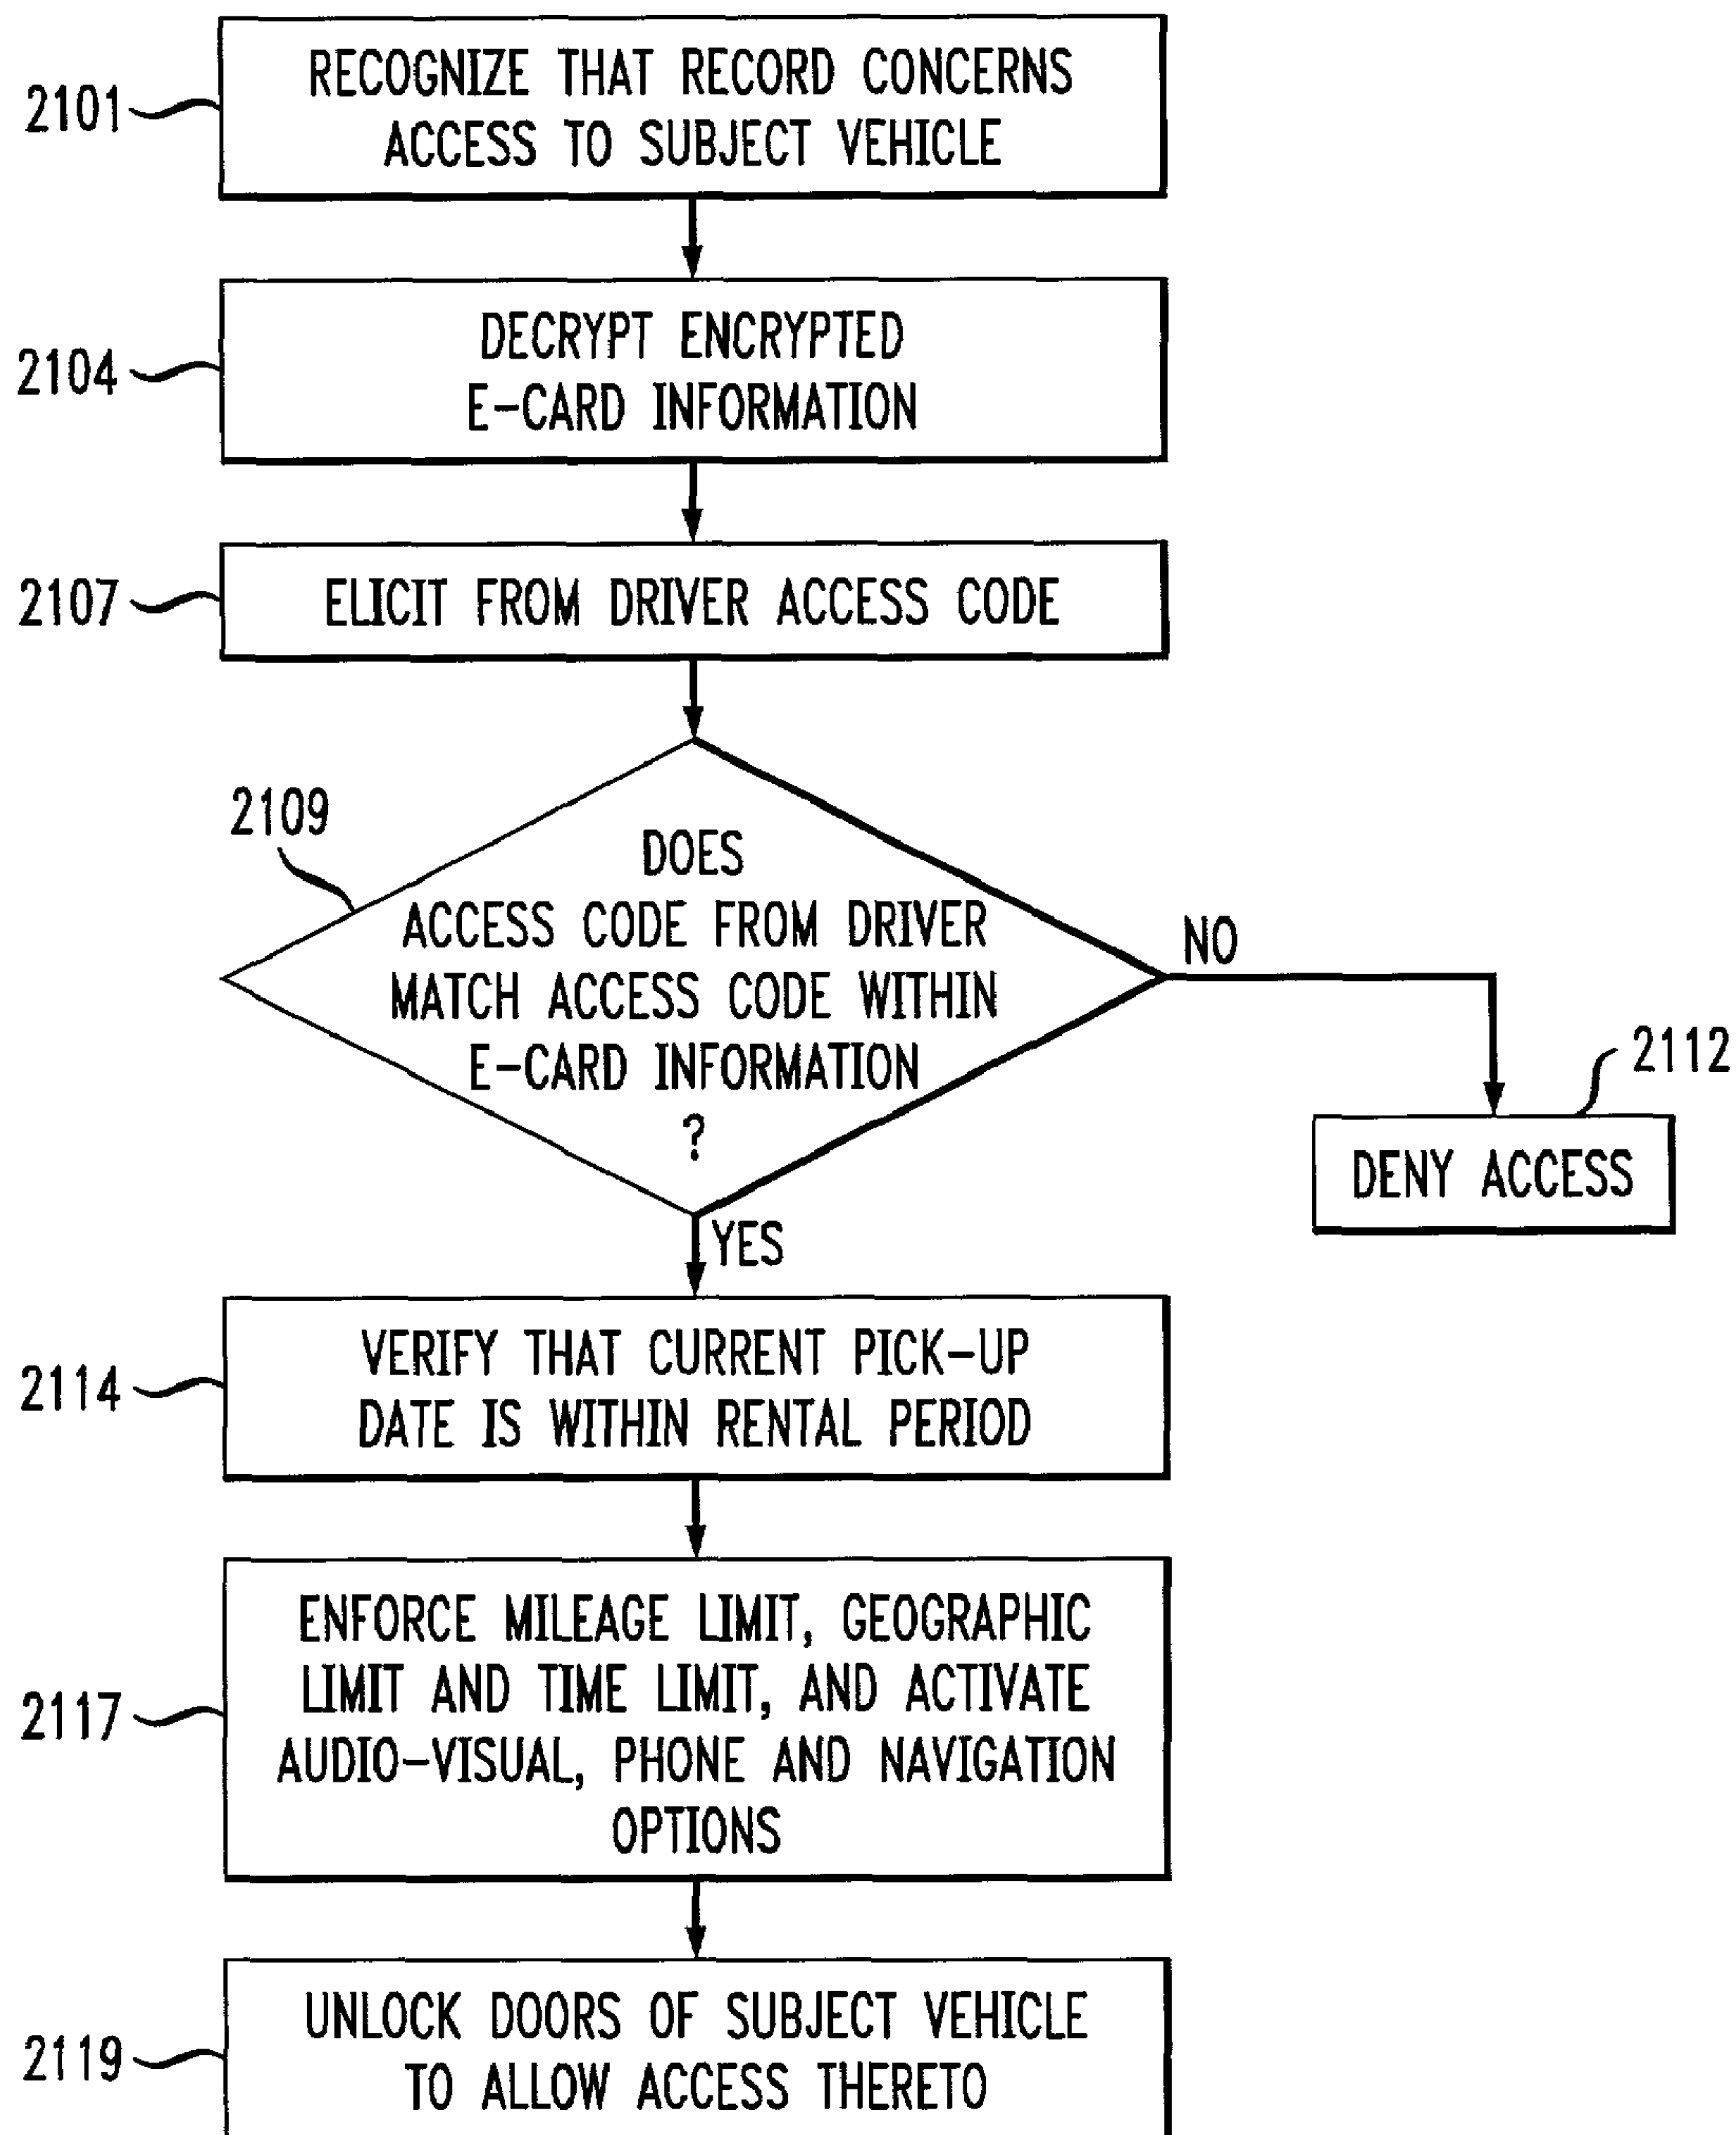 2101
RECOGNIZE THAT RECORD CONCERNS
ACCESS TO SUBJECT VEHICLE
2104
DECRYPT ENCRYPTED
E-CARD INFORMATION
2107
ELICIT FROM DRIVER ACCESS CODE
2109
DOES
ACCESS CODE FROM DRIVER
MATCH ACCESS CODE WITHIN
E-CARD INFORMATION
?
NO
2112
DENY ACCESS
YES
2114
VERIFY THAT CURRENT PICK-UP
DATE IS WITHIN RENTAL PERIOD
2117
ENFORCE MILEAGE LIMIT, GEOGRAPHIC
LIMIT AND TIME LIMIT, AND ACTIVATE
AUDIO-VISUAL, PHONE AND NAVIGATION
OPTIONS
2119
UNLOCK DOORS OF SUBJECT VEHICLE
TO ALLOW ACCESS THERETO